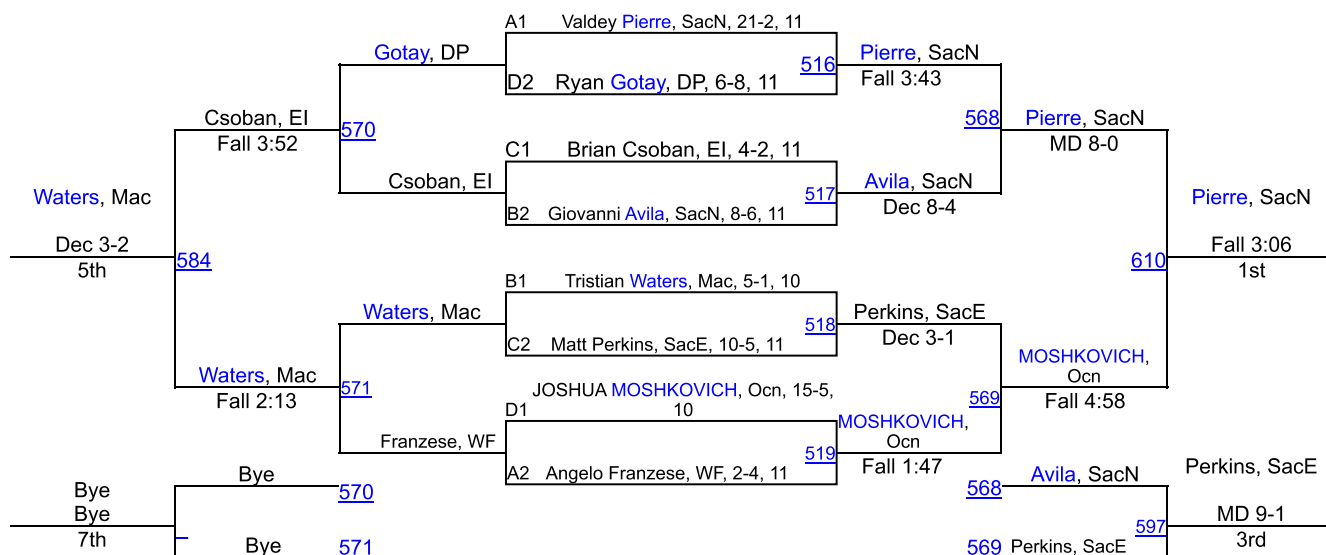 A1 Valdey Pierre, SacN, 21-2, 11
Gotay, DP
516
Pierre, SacN
Fall 3:43
D2 Ryan Gotay, DP, 6-8, 11
Csoban, EI
Fall 3:52
570
568
Pierre, SacN
MD 8-0
C1 Brian Csoban, EI, 4-2, 11
Csoban, EI
517
Avila, SacN
Dec 8-4
B2 Giovanni Avila, SacN, 8-6, 11
Waters, Mac
Dec 3-2
5th
584
610
Pierre, SacN
Fall 3:06
1st
B1 Tristian Waters, Mac, 5-1, 10
Waters, Mac
518
Perkins, SacE
Dec 3-1
C2 Matt Perkins, SacE, 10-5, 11
Waters, Mac
Fall 2:13
571
569
MOSHKOVICH,
Ocn
Fall 4:58
JOSHUA MOSHKOVICH, Ocn, 15-5,
10
D1
Franzese, WF
519
MOSHKOVICH,
Ocn
Fall 1:47
A2 Angelo Franzese, WF, 2-4, 11
Bye
Bye
7th
Bye
570
Bye
571
568
Avila, SacN
569 Perkins, SacE
597
Perkins, SacE
MD 9-1
3rd